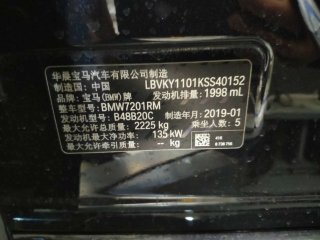 华晨宝马汽车有限公司制造
制造国：中国 LBVKY1101KSS40152
品牌：宝马(BMW)牌 发动机排量：1998 mL
整车型号：BMW7201RM
发动机型号：B48B20C 制造年月：2019-01
最大允许总质量：2225 kg 乘坐人数：5
发动机最大净功率：135 kW
最大允许牵引质量：-- kg